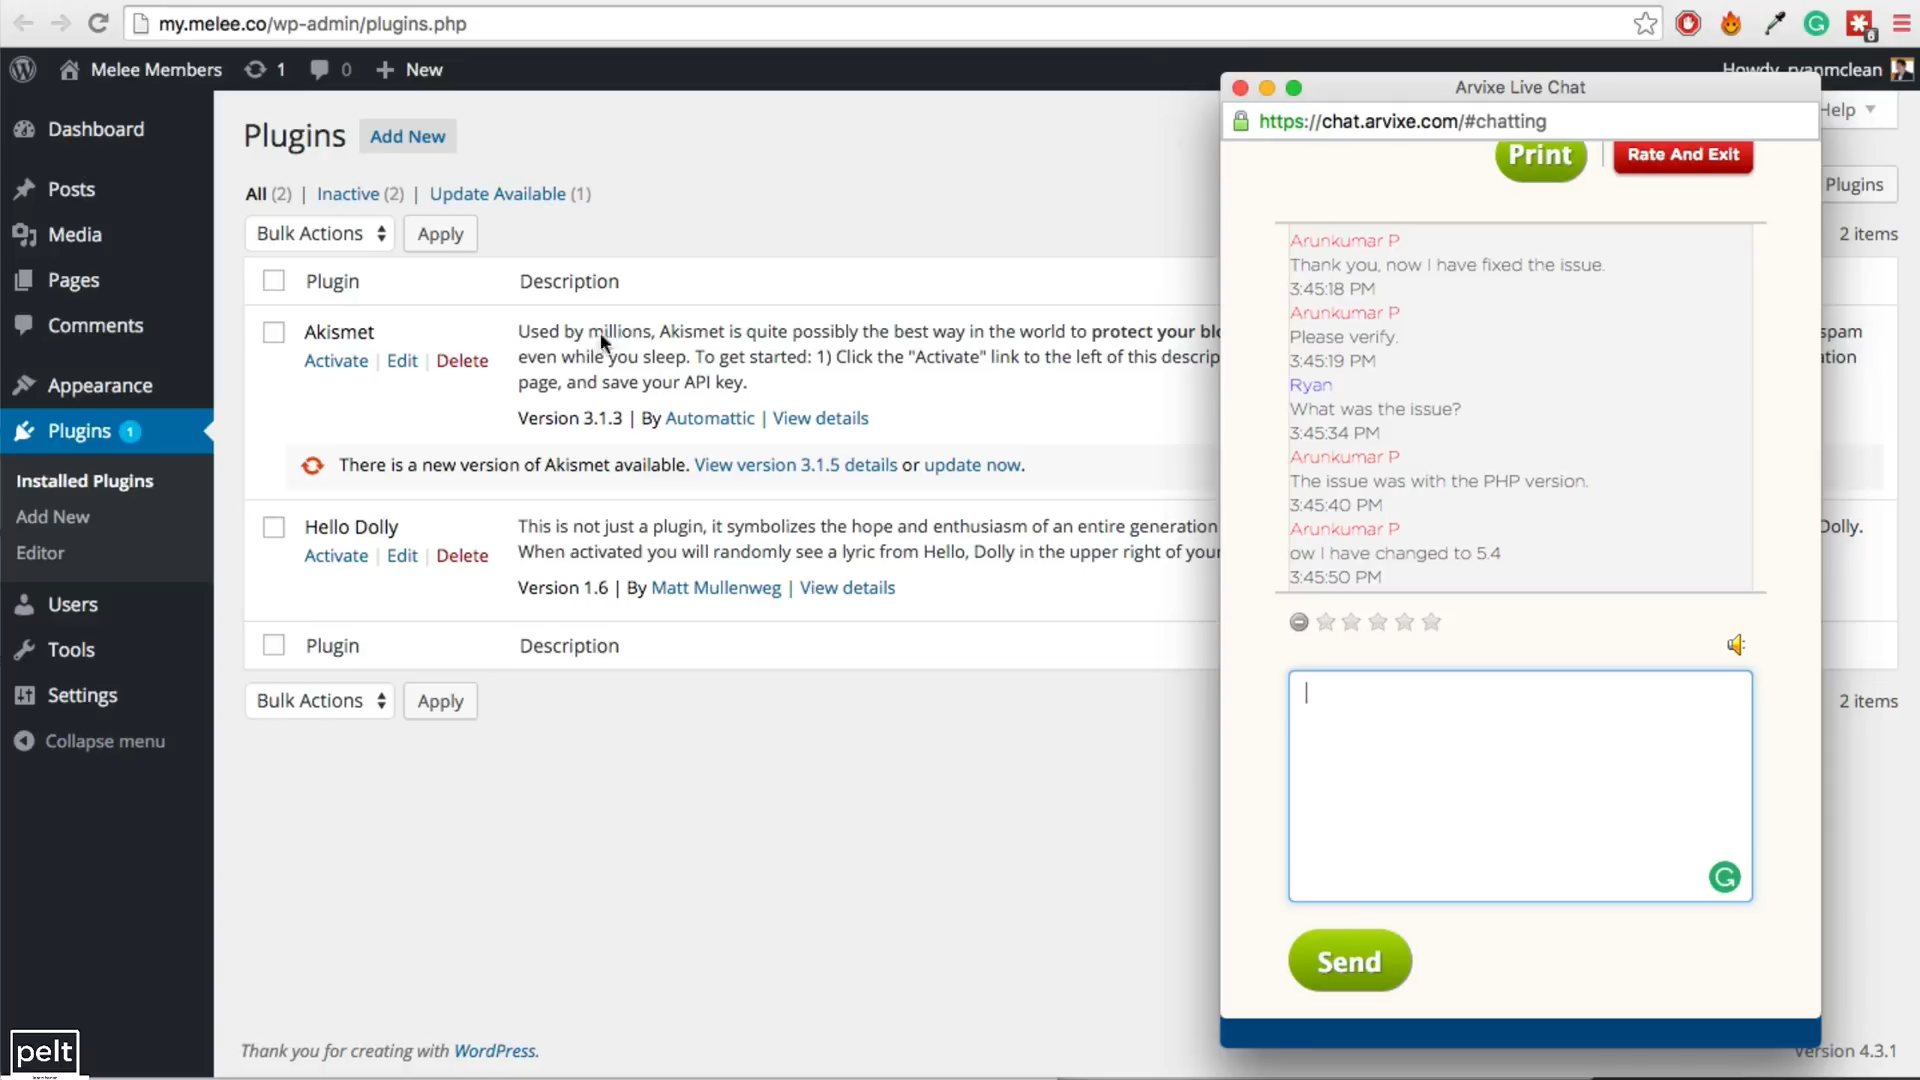 my.melee.co/wp-admin/plugins.php
Melee Members 1 0 + New
Howdy, ryanmclean
Help
Dashboard
Posts
Media
Pages
Comments
Appearance
Plugins 1
Installed Plugins
Add New
Editor
Users
Tools
Settings
Collapse menu
Plugins Add New
All (2) | Inactive (2) | Update Available (1)
Plugins
Bulk Actions Apply
2 items
Plugin Description
Akismet
Activate | Edit | Delete
Used by millions, Akismet is quite possibly the best way in the world to protect your
spam
even while you sleep. To get started: 1) Click the "Activate" link to the left of this
page, and save your API key.
Version 3.1.3 | By Automattic | View details
There is a new version of Akismet available. View version 3.1.5 details or update now.
Hello Dolly
Activate | Edit | Delete
This is not just a plugin, it symbolizes the hope and enthusiasm of an entire generation
Dolly.
When activated you will randomly see a lyric from Hello, Dolly in the upper right of your
Version 1.6 | By Matt Mullenweg | View details
Plugin Description
Bulk Actions Apply
2 items
Thank you for creating with WordPress.
Version 4.3.1
pelt
Arvixe Live Chat
https://chat.arvixe.com/#chatting
Print Rate And Exit
Arunkumar P
Thank you, now I have fixed the issue.
3:45:18 PM
Arunkumar P
Please verify.
3:45:19 PM
Ryan
What was the issue?
3:45:34 PM
Arunkumar P
The issue was with the PHP version.
3:45:40 PM
Arunkumar P
ow I have changed to 5.4
3:45:50 PM
Send